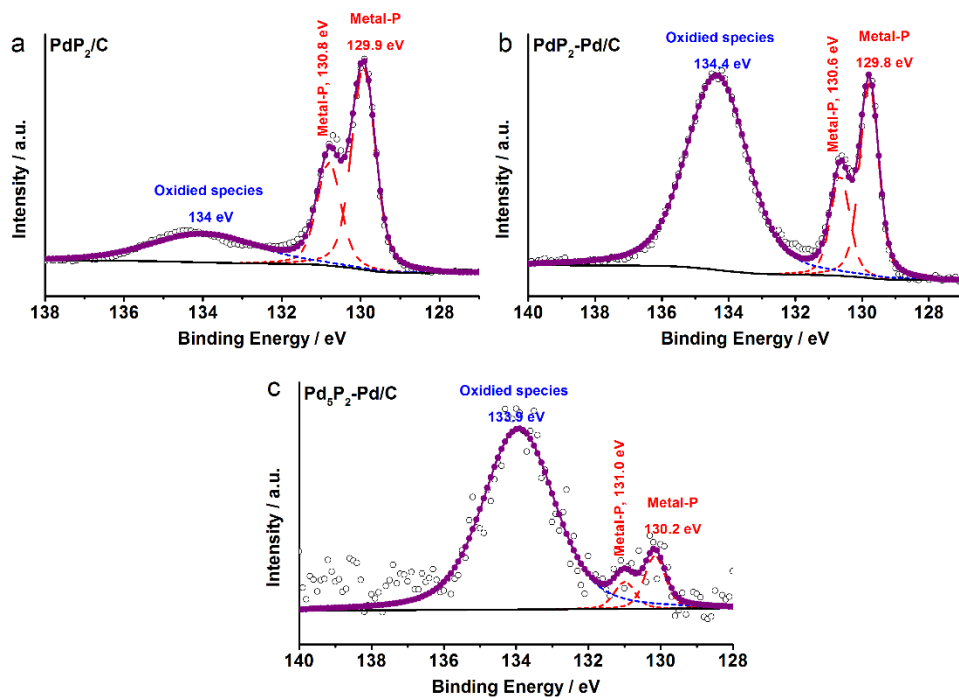 a
PdP₂/C
Metal-P
129.9 eV
Metal-P, 130.8 eV
Oxidied species
134 eV
Intensity / a.u.
138 136 134 132 130 128
Binding Energy / eV
b
PdP₂-Pd/C
Oxidied species
134.4 eV
Metal-P, 130.6 eV
Metal-P
129.8 eV
Intensity / a.u.
140 138 136 134 132 130 128
Binding Energy / eV
c
Pd₅P₂-Pd/C
Oxidied species
133.9 eV
Metal-P, 131.0 eV
Metal-P
130.2 eV
Intensity / a.u.
140 138 136 134 132 130 128
Binding Energy / eV